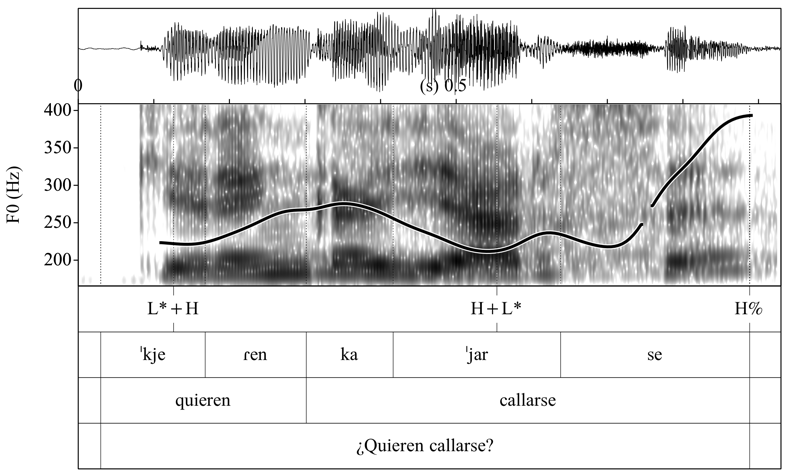 0 (s) 0.5
400
350
300
250
200
F0 (Hz)
L*+H H+L* H%
ˈkje ɾen ka ˈjar se
quieren callarse
¿Quieren callarse?